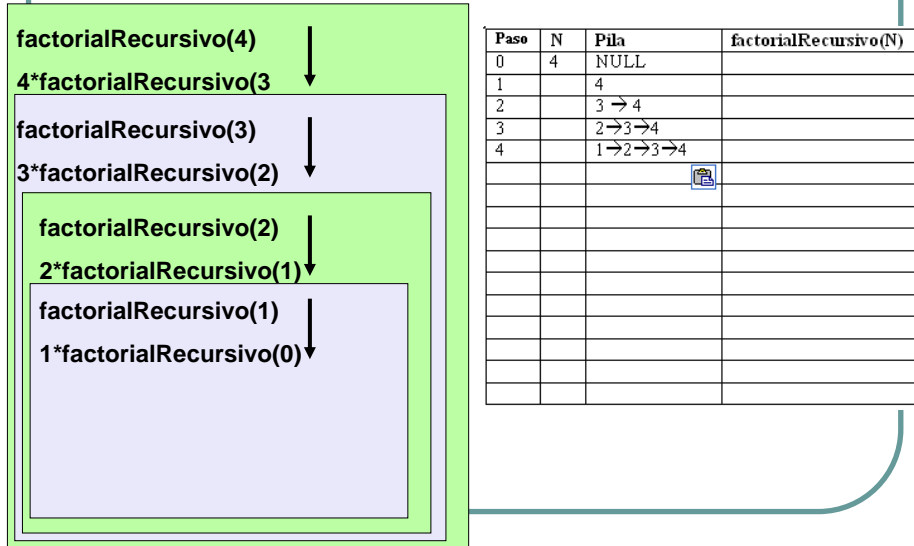 factorialRecursivo(4)
4*factorialRecursivo(3
factorialRecursivo(3)
3*factorialRecursivo(2)
factorialRecursivo(2)
2*factorialRecursivo(1)
factorialRecursivo(1)
1*factorialRecursivo(0)
Paso N Pila factorialRecursivo(N)
0 4 NULL
1 4
2 3 → 4
3 2→3→4
4 1→2→3→4